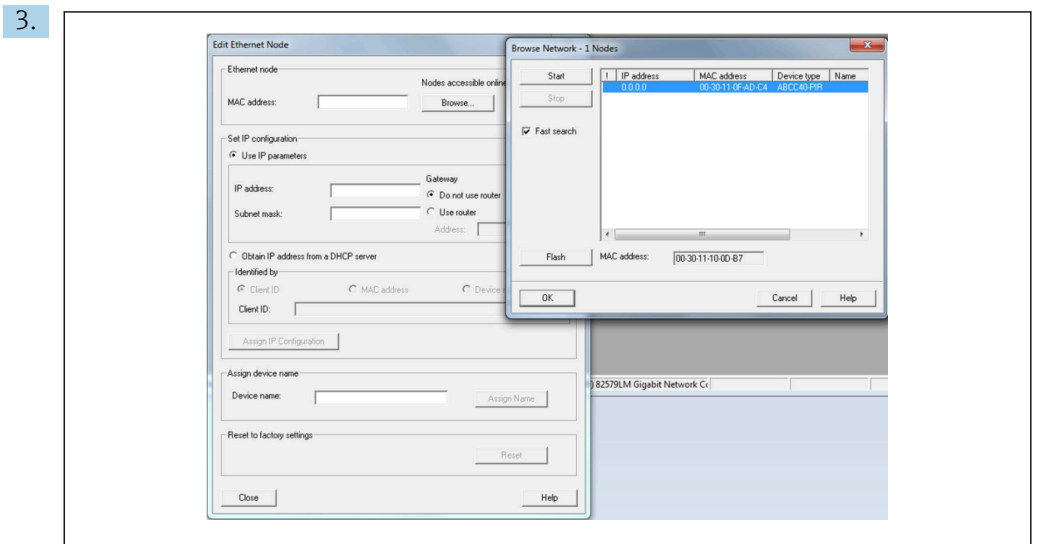 3.
Edit Ethernet Node
Ethernet node
Nodes accessible online
MAC address:
Browse...
Set IP configuration
Use IP parameters
Gateway
IP address:
Do not use router
Subnet mask:
Use router
Address:
Obtain IP address from a DHCP server
Identified by
Client ID
MAC address
Device
Client ID:
Assign IP Configuration
Assign device name
Device name:
Assign Name
Reset to factory settings
Reset
Close
Help
Browse Network - 1 Nodes
Start
! IP address MAC address Device type Name
0.0.0.0 00-30-11-0F-AD-C4 ABCC40-PIR
Stop
Fast search
Flash
MAC address: 00-30-11-10-0D-B7
OK
Cancel
Help
) 82579LM Gigabit Network Cc